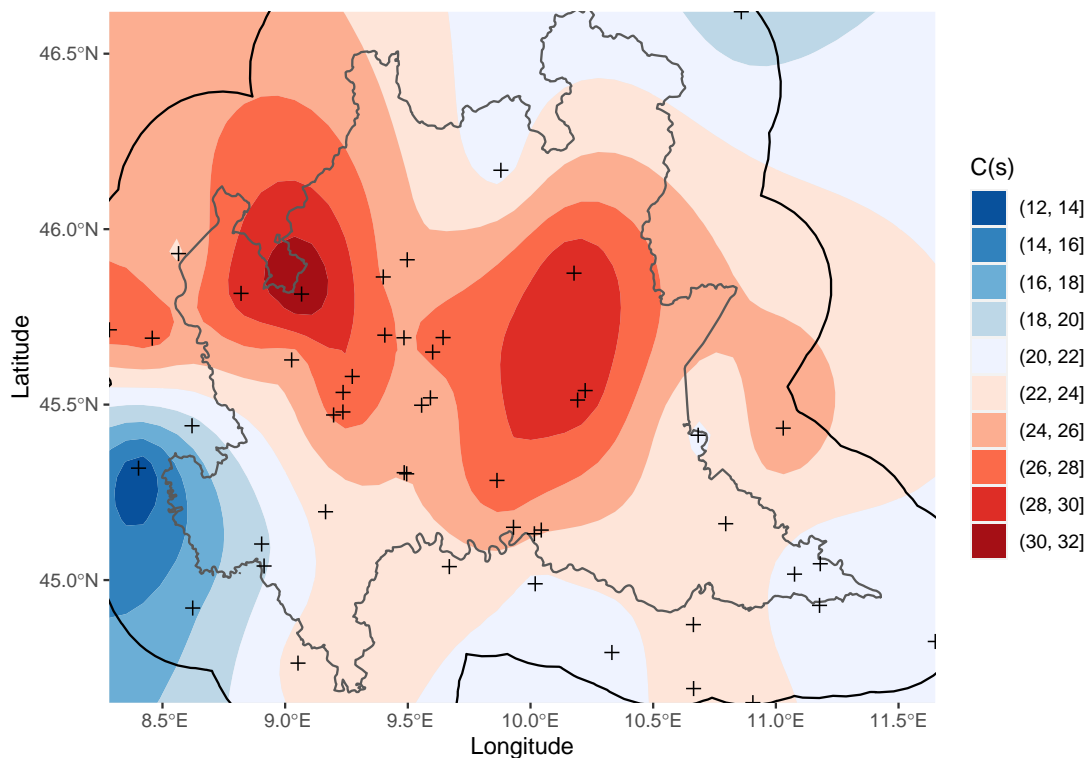 46.5°N
46.0°N
45.5°N
45.0°N
Latitude
8.5°E 9.0°E 9.5°E 10.0°E 10.5°E 11.0°E 11.5°E
Longitude
C(s)
(12, 14]
(14, 16]
(16, 18]
(18, 20]
(20, 22]
(22, 24]
(24, 26]
(26, 28]
(28, 30]
(30, 32]